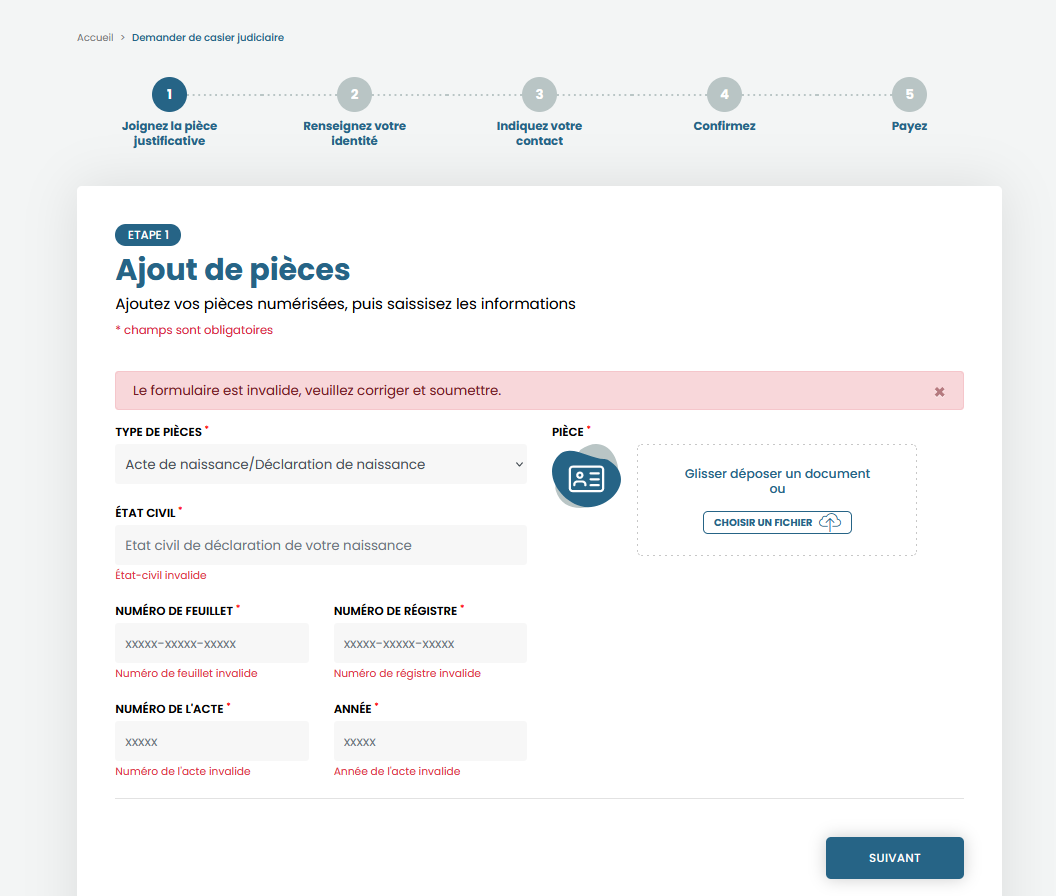 Accueil > Demander de casier judiciaire
1 2 3 4 5
Joignez la pièce Renseignez votre Indiquez votre Confirmez Payez
justificative identité contact
ETAPE 1
Ajout de pièces
Ajoutez vos pièces numérisées, puis saissisez les informations
* champs sont obligatoires
Le formulaire est invalide, veuillez corriger et soumettre. ×
TYPE DE PIÈCES *
Acte de naissance/Déclaration de naissance
PIÈCE *
Glisser déposer un document
ou
CHOISIR UN FICHIER
ÉTAT CIVIL *
Etat civil de déclaration de votre naissance
État-civil invalide
NUMÉRO DE FEUILLET * NUMÉRO DE RÉGISTRE *
xxxxx-xxxxx-xxxxx xxxxx-xxxxx-xxxxx
Numéro de feuillet invalide Numéro de régistre invalide
NUMÉRO DE L'ACTE * ANNÉE *
xxxxx xxxxx
Numéro de l'acte invalide Année de l'acte invalide
SUIVANT